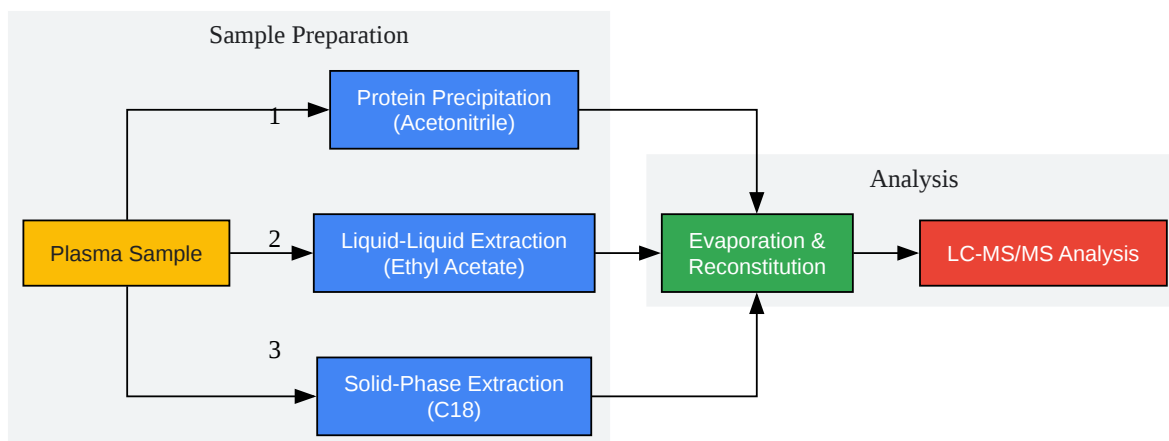 Sample Preparation
1
Protein Precipitation
(Acetonitrile)
Analysis
Plasma Sample
2
Liquid-Liquid Extraction
(Ethyl Acetate)
Evaporation &
Reconstitution
LC-MS/MS Analysis
3
Solid-Phase Extraction
(C18)